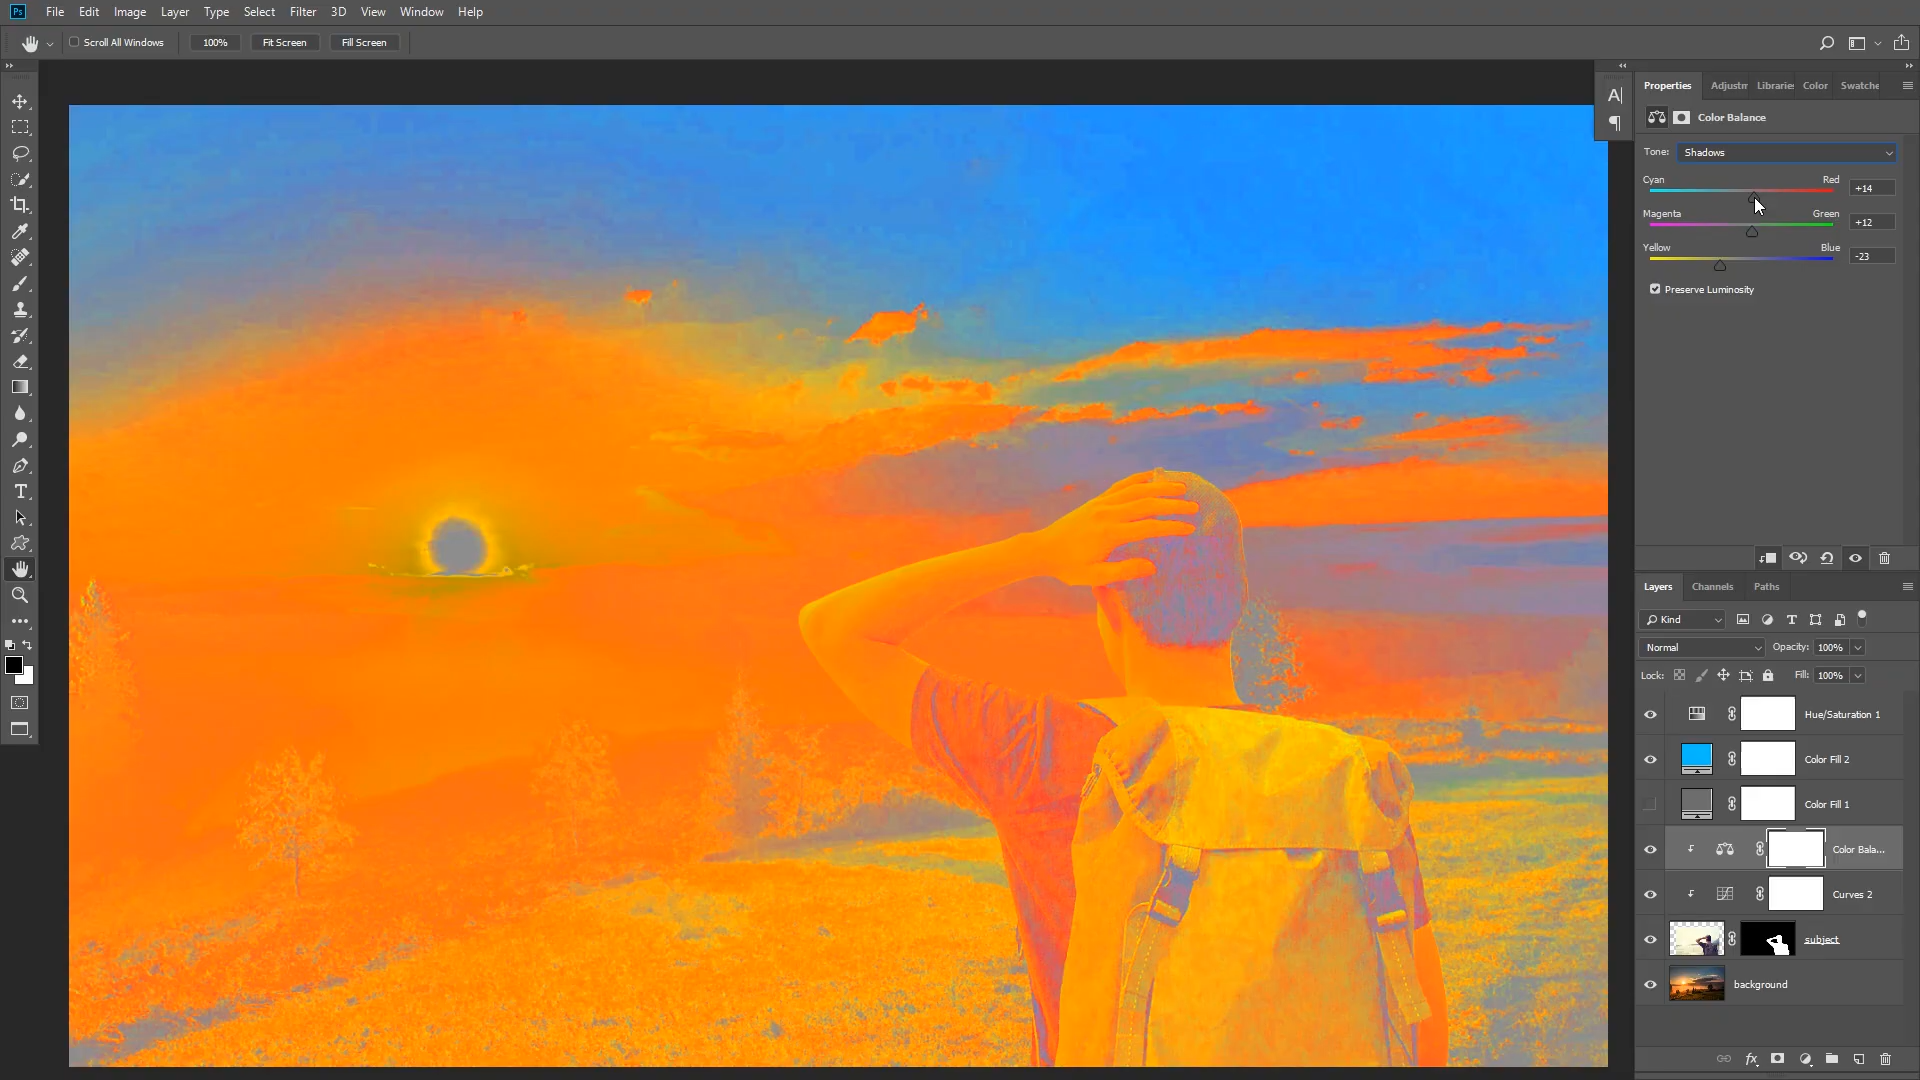 Ps File Edit Image Layer Type Select Filter 3D View Window Help
Scroll All Windows 100% Fit Screen Fill Screen
Properties Adjustm Libraries Color Swatche
A|
Color Balance
Tone: Shadows
Cyan Red +14
Magenta Green +12
Yellow Blue -23
Preserve Luminosity
T
Layers Channels Paths
Kind T
Normal Opacity: 100%
Lock: Fill: 100%
Hue/Saturation 1
Color Fill 2
Color Fill 1
Color Bala...
Curves 2
subject
background
fx